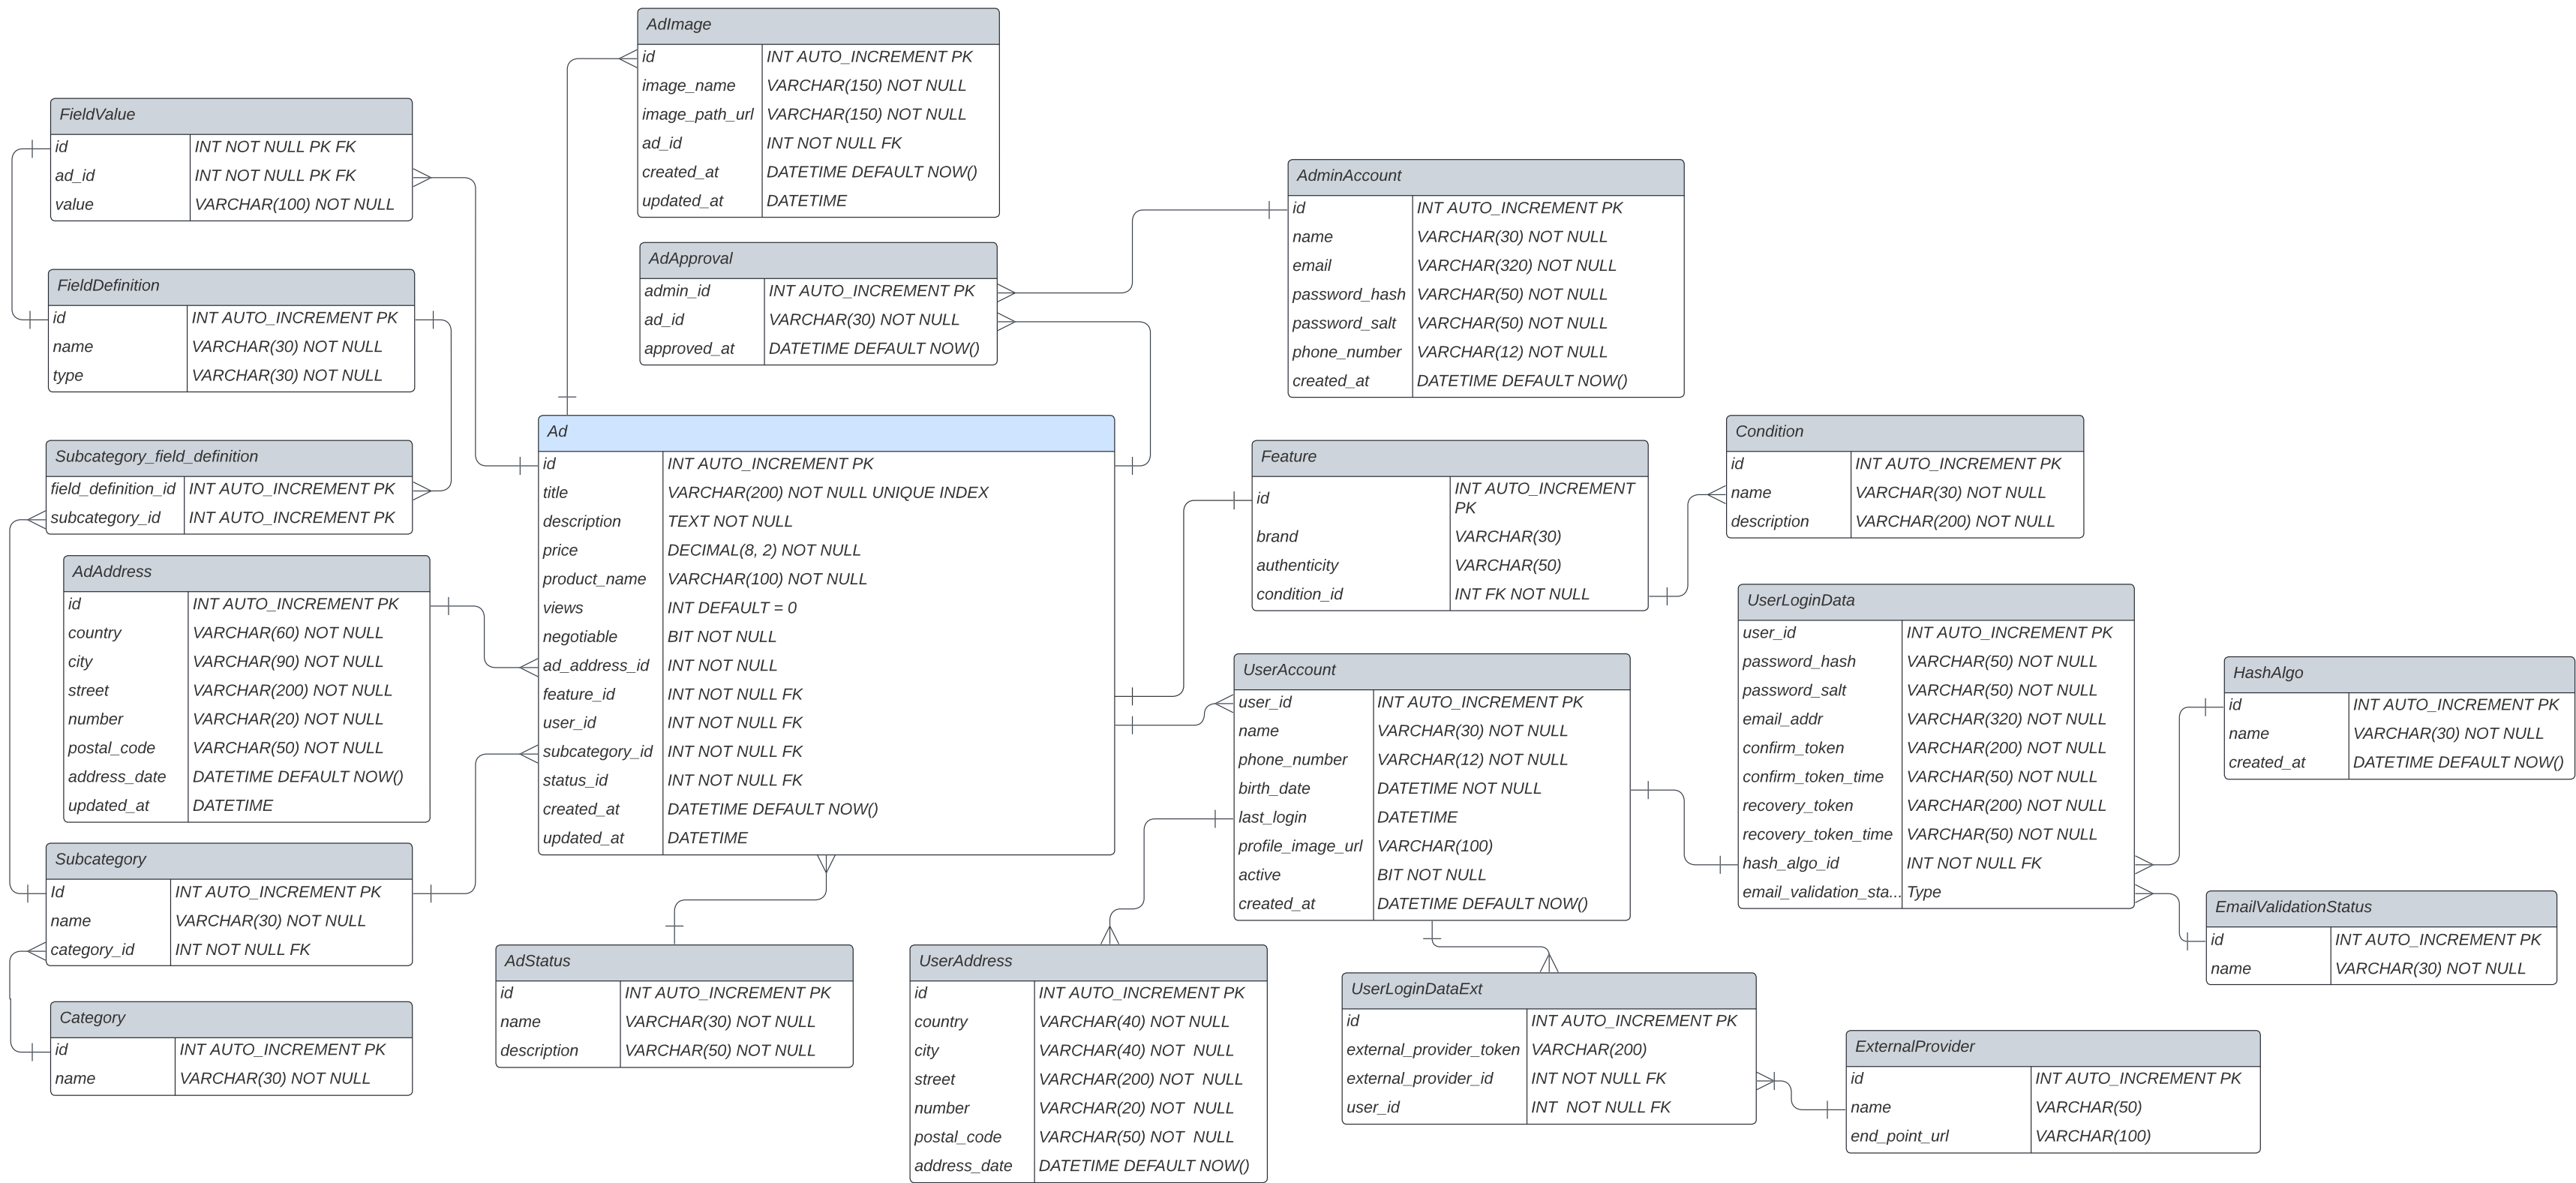 AdImage
id INT AUTO_INCREMENT PK
image_name VARCHAR(150) NOT NULL
image_path_url VARCHAR(150) NOT NULL
ad_id INT NOT NULL FK
created_at DATETIME DEFAULT NOW()
updated_at DATETIME
FieldValue
id INT NOT NULL PK FK
ad_id INT NOT NULL PK FK
value VARCHAR(100) NOT NULL
AdminAccount
id INT AUTO_INCREMENT PK
name VARCHAR(30) NOT NULL
email VARCHAR(320) NOT NULL
password_hash VARCHAR(50) NOT NULL
password_salt VARCHAR(50) NOT NULL
phone_number VARCHAR(12) NOT NULL
created_at DATETIME DEFAULT NOW()
AdApproval
admin_id INT AUTO_INCREMENT PK
ad_id VARCHAR(30) NOT NULL
approved_at DATETIME DEFAULT NOW()
FieldDefinition
id INT AUTO_INCREMENT PK
name VARCHAR(30) NOT NULL
type VARCHAR(30) NOT NULL
Ad
id INT AUTO_INCREMENT PK
title VARCHAR(200) NOT NULL UNIQUE INDEX
description TEXT NOT NULL
price DECIMAL(8, 2) NOT NULL
product_name VARCHAR(100) NOT NULL
views INT DEFAULT = 0
negotiable BIT NOT NULL
ad_address_id INT NOT NULL
feature_id INT NOT NULL FK
user_id INT NOT NULL FK
subcategory_id INT NOT NULL FK
status_id INT NOT NULL FK
created_at DATETIME DEFAULT NOW()
updated_at DATETIME
Subcategory_field_definition
field_definition_id INT AUTO_INCREMENT PK
subcategory_id INT AUTO_INCREMENT PK
Feature
id INT AUTO_INCREMENT
PK
brand VARCHAR(30)
authenticity VARCHAR(50)
condition_id INT FK NOT NULL
Condition
id INT AUTO_INCREMENT PK
name VARCHAR(30) NOT NULL
description VARCHAR(200) NOT NULL
AdAddress
id INT AUTO_INCREMENT PK
country VARCHAR(60) NOT NULL
city VARCHAR(90) NOT NULL
street VARCHAR(200) NOT NULL
number VARCHAR(20) NOT NULL
postal_code VARCHAR(50) NOT NULL
address_date DATETIME DEFAULT NOW()
updated_at DATETIME
UserLoginData
user_id INT AUTO_INCREMENT PK
password_hash VARCHAR(50) NOT NULL
password_salt VARCHAR(50) NOT NULL
email_addr VARCHAR(320) NOT NULL
confirm_token VARCHAR(200) NOT NULL
confirm_token_time VARCHAR(50) NOT NULL
recovery_token VARCHAR(200) NOT NULL
recovery_token_time VARCHAR(50) NOT NULL
hash_algo_id INT NOT NULL FK
email_validation_sta... Type
UserAccount
user_id INT AUTO_INCREMENT PK
name VARCHAR(30) NOT NULL
phone_number VARCHAR(12) NOT NULL
birth_date DATETIME NOT NULL
last_login DATETIME
profile_image_url VARCHAR(100)
active BIT NOT NULL
created_at DATETIME DEFAULT NOW()
HashAlgo
id INT AUTO_INCREMENT PK
name VARCHAR(30) NOT NULL
created_at DATETIME DEFAULT NOW()
Subcategory
Id INT AUTO_INCREMENT PK
name VARCHAR(30) NOT NULL
category_id INT NOT NULL FK
EmailValidationStatus
id INT AUTO_INCREMENT PK
name VARCHAR(30) NOT NULL
AdStatus
id INT AUTO_INCREMENT PK
name VARCHAR(30) NOT NULL
description VARCHAR(50) NOT NULL
UserAddress
id INT AUTO_INCREMENT PK
country VARCHAR(40) NOT NULL
city VARCHAR(40) NOT NULL
street VARCHAR(200) NOT NULL
number VARCHAR(20) NOT NULL
postal_code VARCHAR(50) NOT NULL
address_date DATETIME DEFAULT NOW()
UserLoginDataExt
id INT AUTO_INCREMENT PK
external_provider_token VARCHAR(200)
external_provider_id INT NOT NULL FK
user_id INT NOT NULL FK
Category
id INT AUTO_INCREMENT PK
name VARCHAR(30) NOT NULL
ExternalProvider
id INT AUTO_INCREMENT PK
name VARCHAR(50)
end_point_url VARCHAR(100)